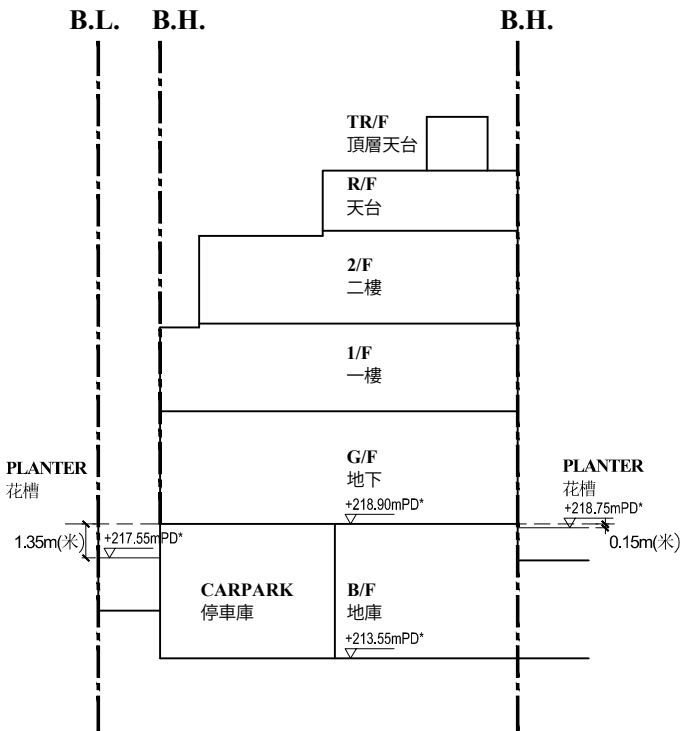 B.L. B.H. B.H.
TR/F
頂層天台
R/F
天台
2/F
二樓
1/F
一樓
G/F
地下
+218.90mPD*
PLANTER
花槽
1.35m(米)
+217.55mPD*
PLANTER
花槽
+218.75mPD*
0.15m(米)
CARPARK
停車庫
B/F
地庫
+213.55mPD*